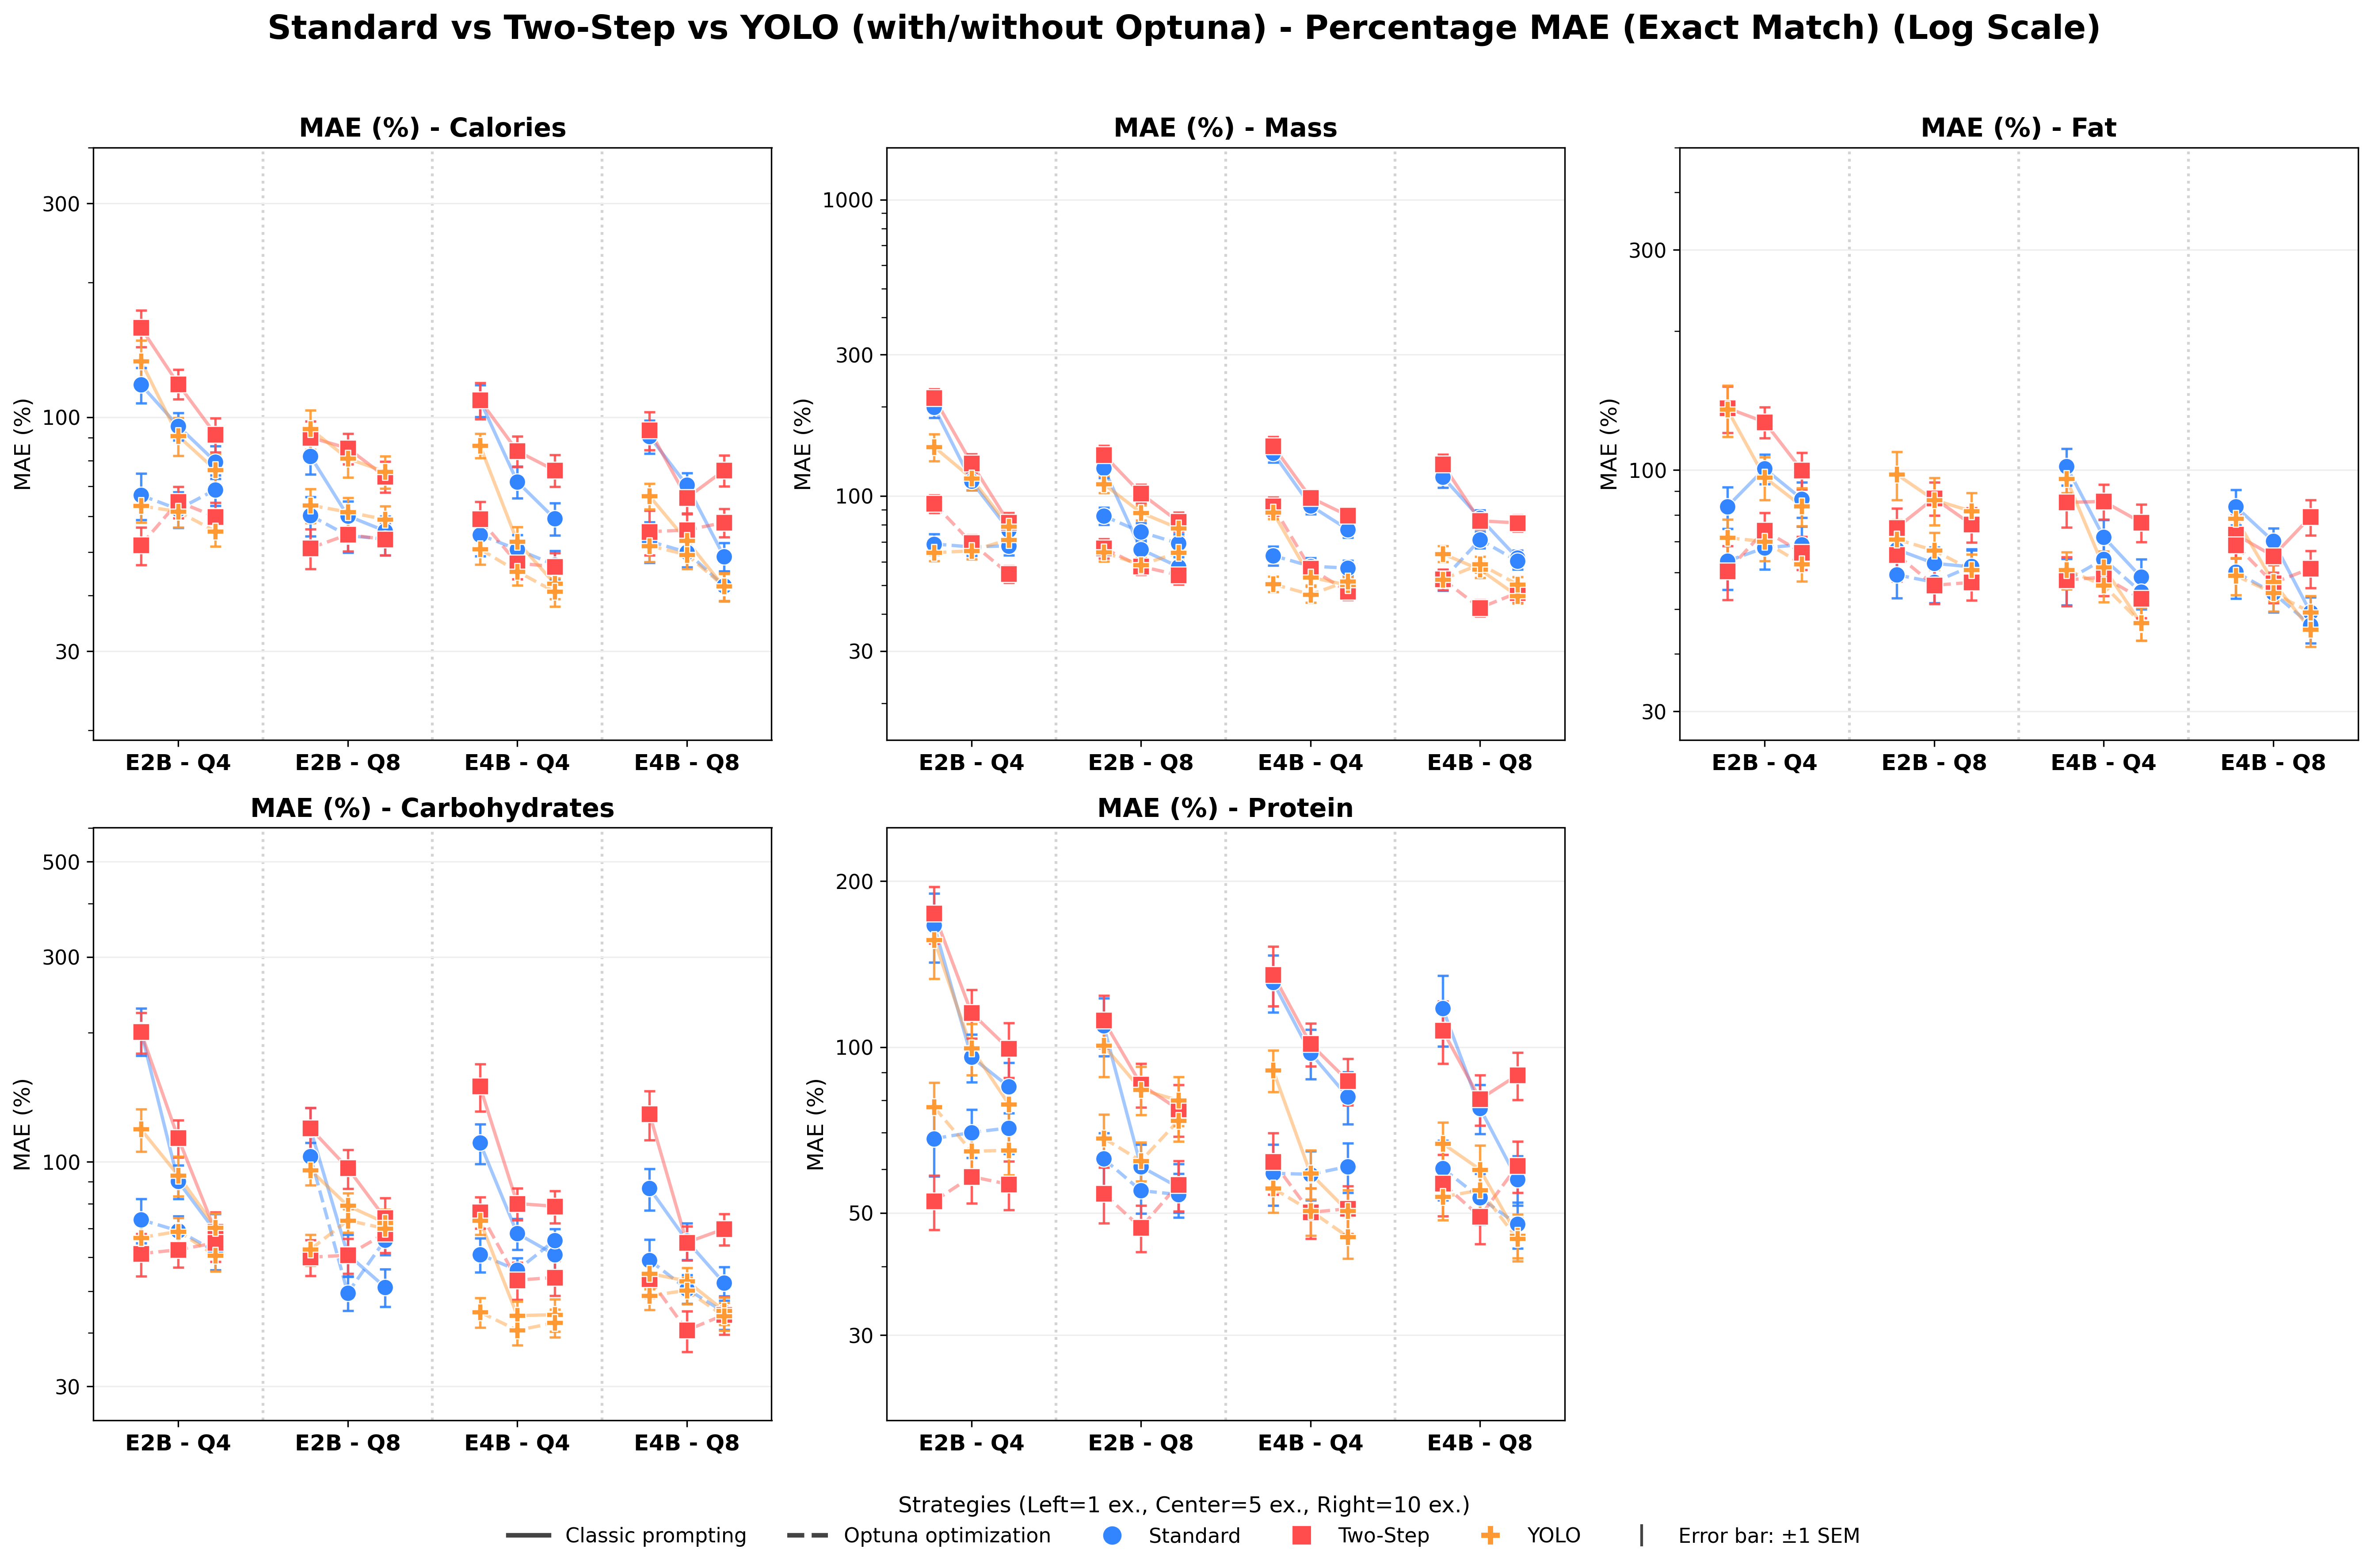 Standard vs Two-Step vs YOLO (with/without Optuna) - Percentage MAE (Exact Match) (Log Scale)
MAE (%) - Calories
MAE (%)
300
100
30
E2B - Q4
E2B - Q8
E4B - Q4
E4B - Q8
MAE (%) - Mass
MAE (%)
1000
300
100
30
E2B - Q4
E2B - Q8
E4B - Q4
E4B - Q8
MAE (%) - Fat
MAE (%)
300
100
30
E2B - Q4
E2B - Q8
E4B - Q4
E4B - Q8
MAE (%) - Carbohydrates
MAE (%)
500
300
100
30
E2B - Q4
E2B - Q8
E4B - Q4
E4B - Q8
MAE (%) - Protein
MAE (%)
200
100
50
30
E2B - Q4
E2B - Q8
E4B - Q4
E4B - Q8
Strategies (Left=1 ex., Center=5 ex., Right=10 ex.)
Classic prompting
Optuna optimization
Standard
Two-Step
YOLO
Error bar: ±1 SEM